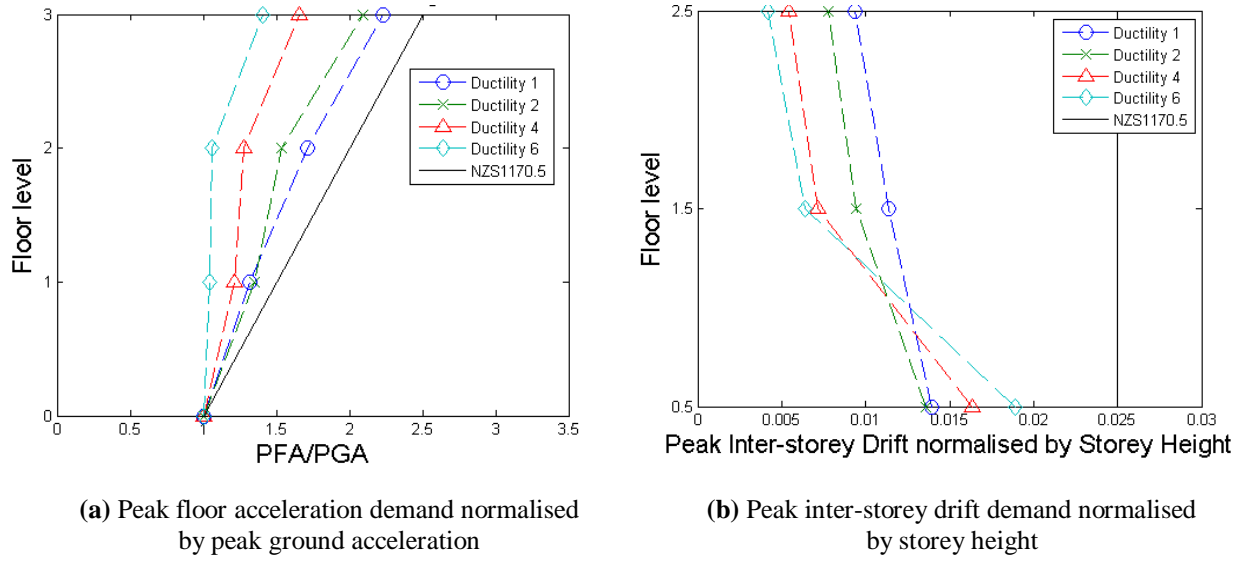 3
2
1
0
Floor level
0
0.5
1
1.5
2
2.5
3
3.5
PFA/PGA
Ductility 1
Ductility 2
Ductility 4
Ductility 6
NZS1170.5
(a) Peak floor acceleration demand normalised
by peak ground acceleration
2.5
1.5
0.5
Floor level
0
0.005
0.01
0.015
0.02
0.025
0.03
Peak Inter-storey Drift normalised by Storey Height
Ductility 1
Ductility 2
Ductility 4
Ductility 6
NZS1170.5
(b) Peak inter-storey drift demand normalised
by storey height